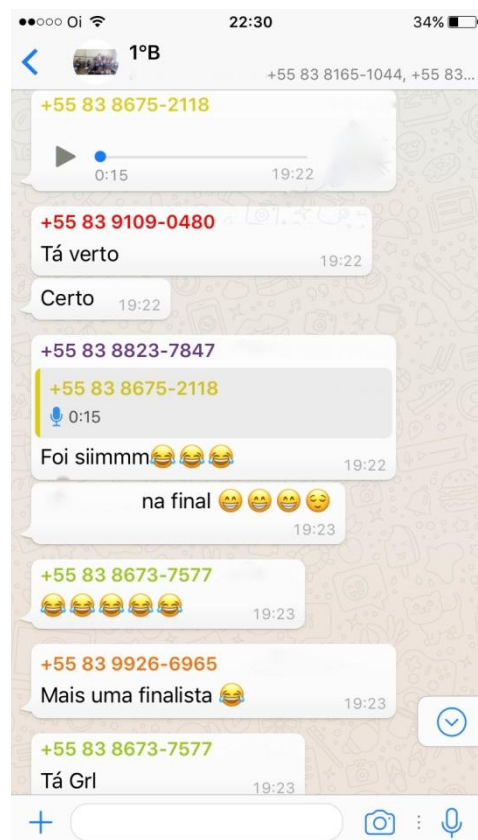 Oi 22:30 34%
1°B
+55 83 8165-1044, +55 83...
+55 83 8675-2118
0:15 19:22
+55 83 9109-0480
Tá verto 19:22
Certo 19:22
+55 83 8823-7847
+55 83 8675-2118
0:15
Foi siimmm😂😂😂 19:22
na final 😁😁😁😌
19:23
+55 83 8673-7577
😂😂😂😂😂 19:23
+55 83 9926-6965
Mais uma finalista 😂 19:23
+55 83 8673-7577
Tá Grl 19:23